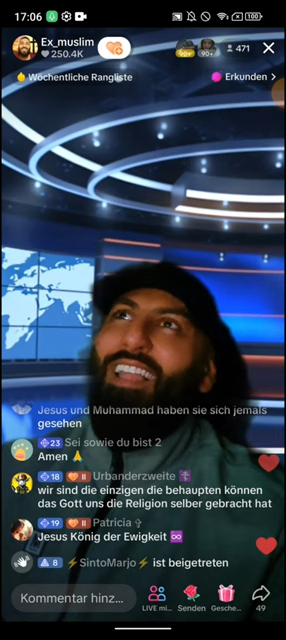 17:06
100
Ex_muslim
250.4K
90+
90+
471
Wöchentliche Rangliste
Erkunden >
Jesus und Muhammad haben sie sich jemals
gesehen
23 Sei sowie du bist 2
Amen 🙏
18 II Urbanderzweite ☦️
wir sind die einzigen die behaupten können
das Gott uns die Religion selber gebracht hat
19 II Patricia ✞
Jesus König der Ewigkeit ♾️
8 ⚡SintoMarjo⚡ ist beigetreten
Kommentar hinz...
LIVE mi...
Senden
Gesche...
49